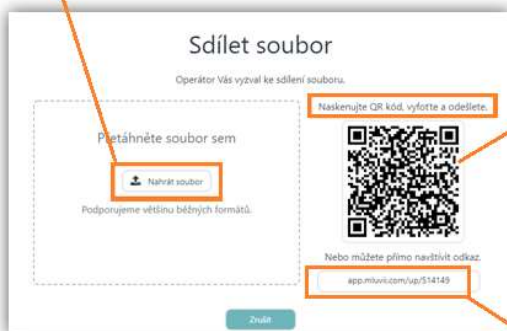 Sdílet soubor
Operátor Vás vyzval ke sdílení souboru.
Přetáhněte soubor sem
Nahrát soubor
Podporujeme většinu běžných formátů.
Naskenujte QR kód, vyfoťte a odešlete.
Nebo můžete přímo navštívit odkaz.
app.mluvii.com/up/514149
Zrušit